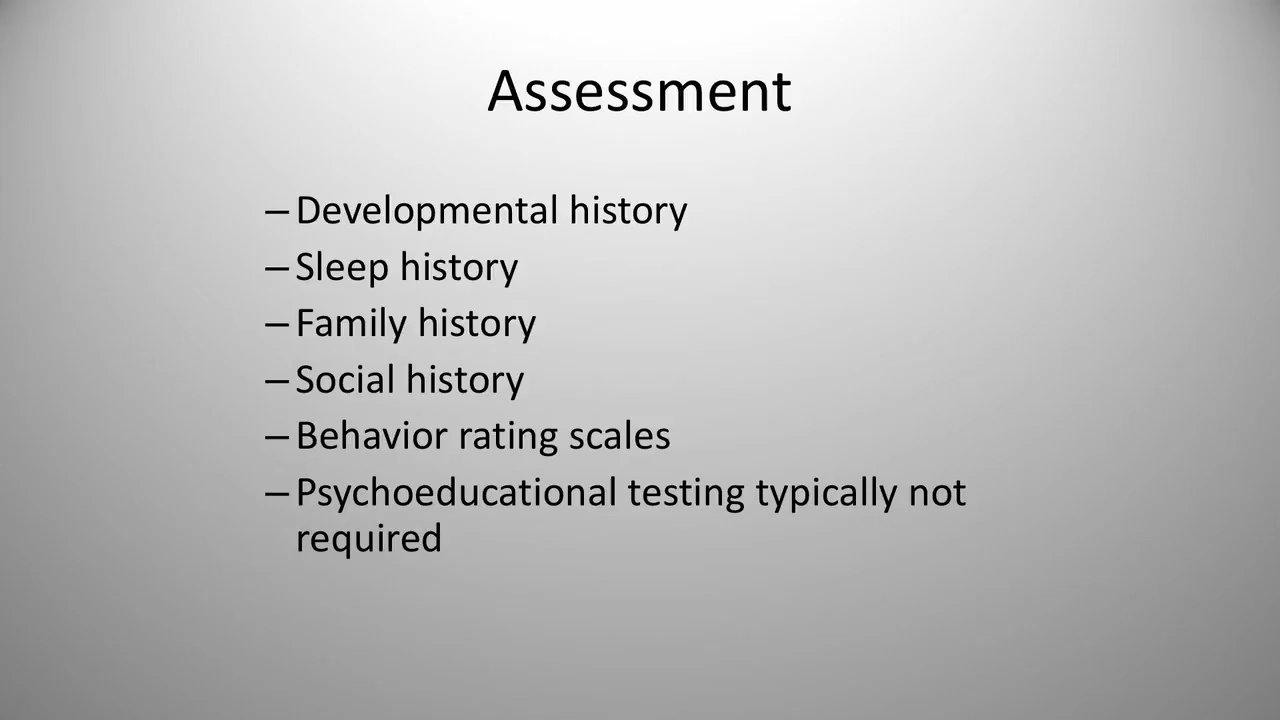 Assessment
– Developmental history
– Sleep history
– Family history
– Social history
– Behavior rating scales
– Psychoeducational testing typically not
required